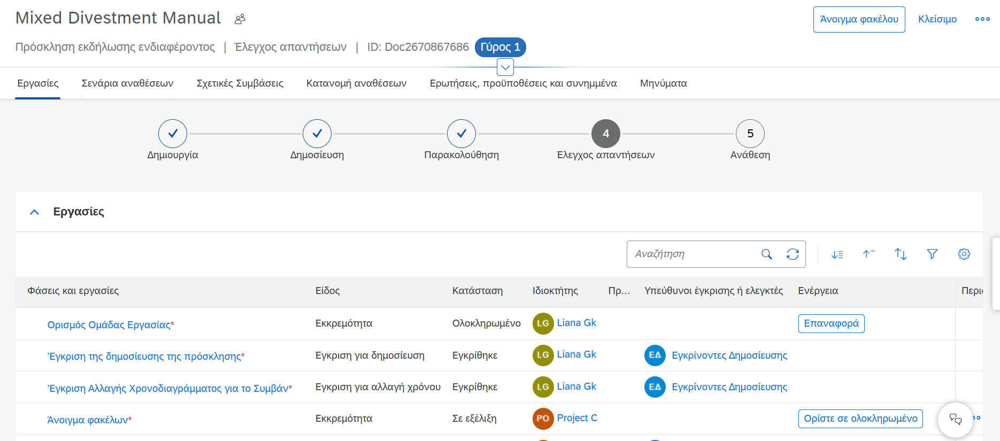 Mixed Divestment Manual
Άνοιγμα φακέλου Κλείσιμο
Πρόσκληση εκδήλωσης ενδιαφέροντος | Έλεγχος απαντήσεων | ID: Doc2670867686 Γύρος 1
Εργασίες Σενάρια αναθέσεων Σχετικές Συμβάσεις Κατανομή αναθέσεων Ερωτήσεις, προϋποθέσεις και συνημμένα Μηνύματα
4 5
Δημιουργία Δημοσίευση Παρακολούθηση Έλεγχος απαντήσεων Ανάθεση
Εργασίες
Αναζήτηση
Φάσεις και εργασίες Είδος Κατάσταση Ιδιοκτήτης Πρ... Υπεύθυνοι έγκρισης ή ελεγκτές Ενέργεια Περι
Ορισμός Ομάδας Εργασίας* Εκκρεμότητα Ολοκληρωμένο LG Liana Gk Επαναφορά
'Εγκριση της δημοσίευσης της πρόσκλησης* Εγκριση για δημοσίευση Εγκρίθηκε LG Liana Gk ΕΔ Εγκρίνοντες Δημοσίευσης
'Εγκριση Αλλαγής Χρονοδιαγράμματος για το Συμβάν* Εγκριση για αλλαγή χρόνου Εγκρίθηκε LG Liana Gk ΕΔ Εγκρίνοντες Δημοσίευσης
Άνοιγμα φακέλων* Εκκρεμότητα Σε εξέλιξη PO Project O Ορίστε σε ολοκληρωμένο